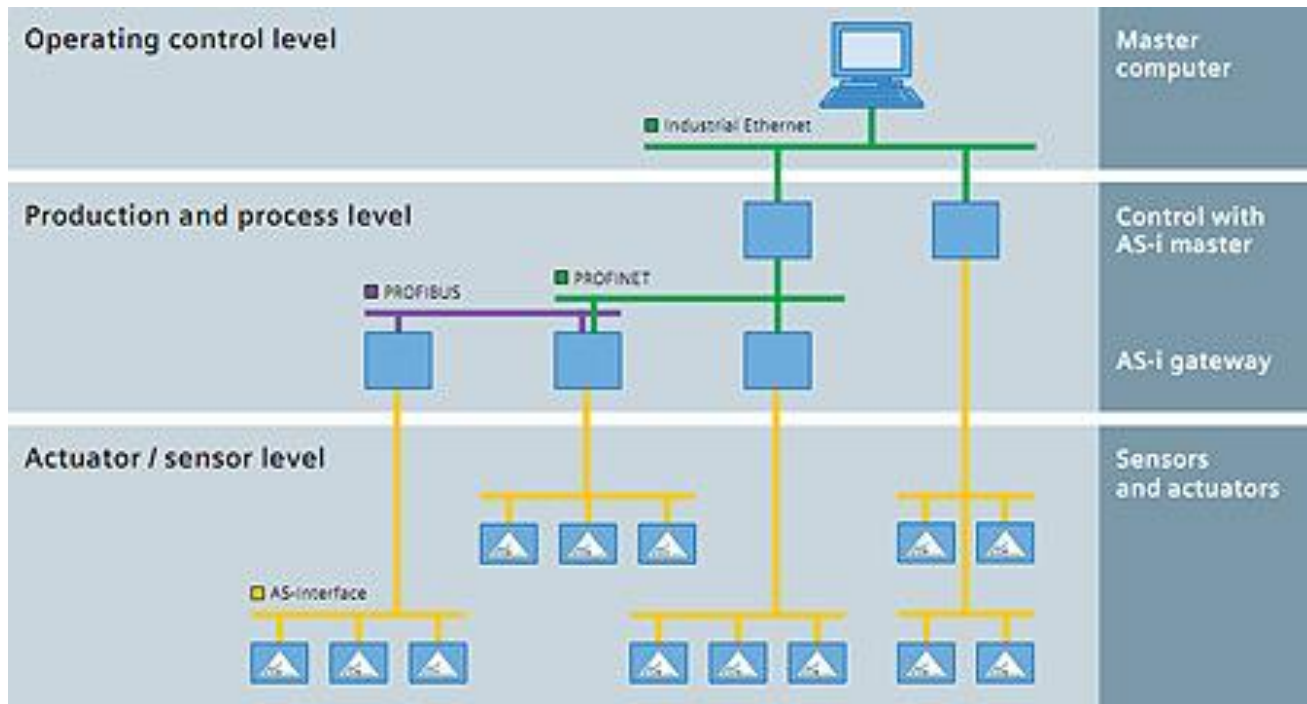 Operating control level
Master
computer
Industrial Ethernet
Production and process level
Control with
AS-i master
PROFINET
PROFIBUS
AS-i gateway
Actuator / sensor level
Sensors
and actuators
AS-Interface